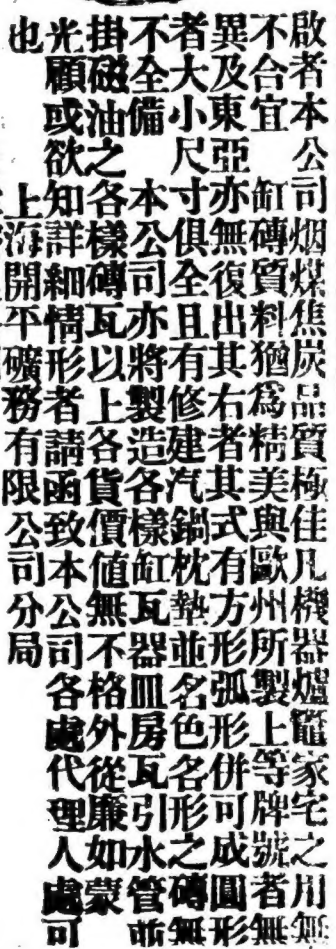 啟者本公司烟煤焦炭品質極佳凡機器爐竈家宅之用無
不合宜　缸磚質料猶爲精美與歐州所製上等牌號者無
異及東亞亦無復出其右者其式有方形弧形併可成圓形
者大小尺寸俱全且有修建汽鍋枕墊並名色名形之磚無
不全備　本公司亦將製造各樣缸瓦器皿房瓦引水管並
掛磁油之各樣磚瓦以上各貨價値無不格外從廉如蒙
光顧或欲知詳細情形者請函致本公司各處代理人處可
也　上海開平礦務有限公司分局